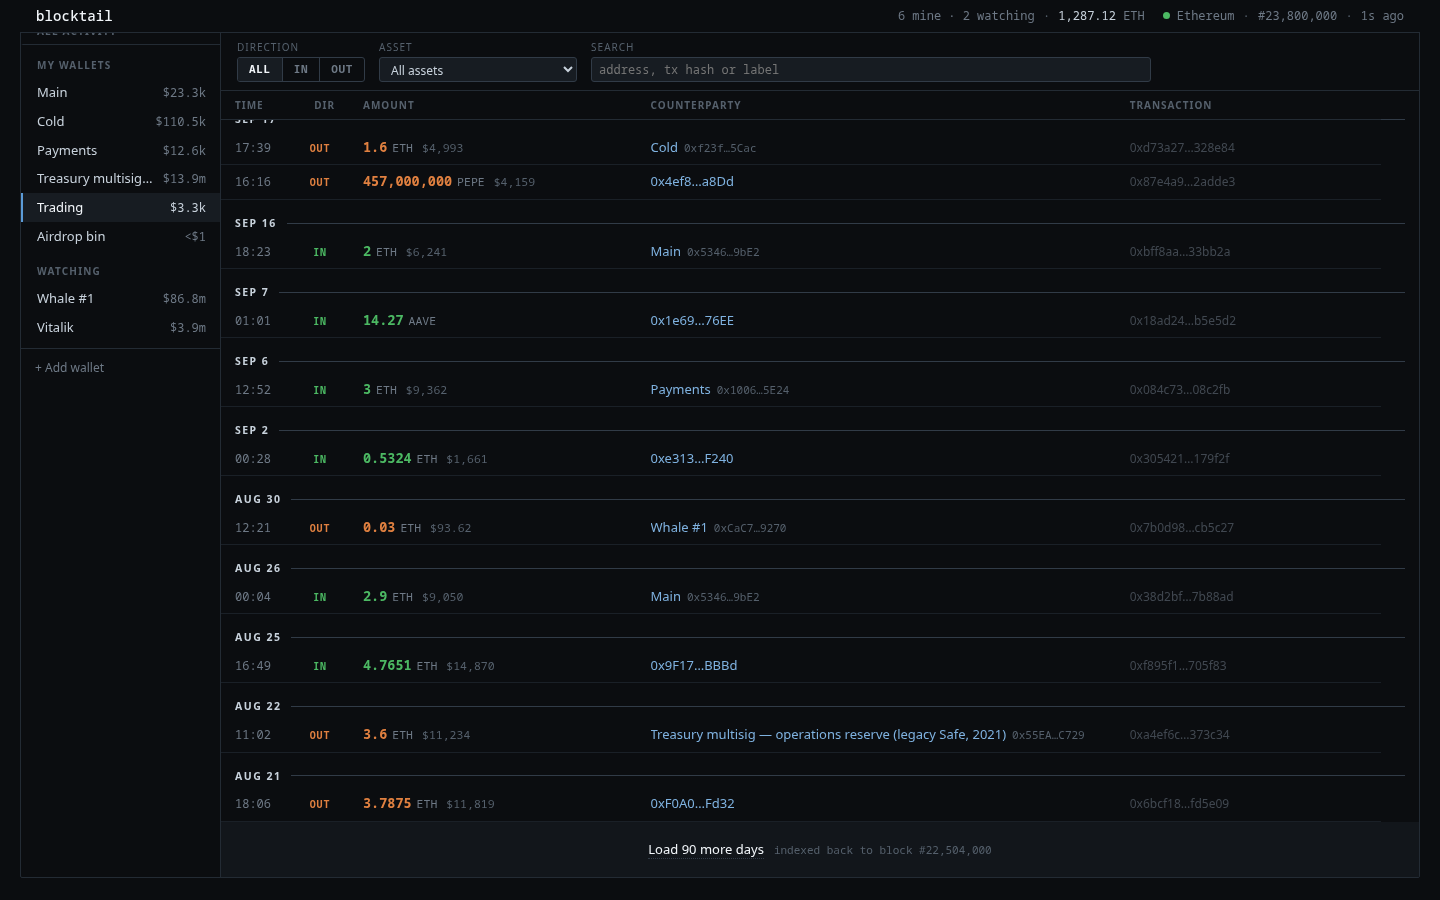 blocktail
6 mine · 2 watching · 1,287.12 ETH Ethereum · #23,800,000 · 1s ago
ALL ACTIVITY
MY WALLETS
Main $23.3k
Cold $110.5k
Payments $12.6k
Treasury multisig... $13.9m
Trading $3.3k
Airdrop bin <$1
WATCHING
Whale #1 $86.8m
Vitalik $3.9m
+ Add wallet
DIRECTION ASSET SEARCH
ALL IN OUT All assets address, tx hash or label
TIME DIR AMOUNT COUNTERPARTY TRANSACTION
SEP 17
17:39 OUT 1.6 ETH $4,993 Cold 0xf23f…5Cac 0xd73a27…328e84
16:16 OUT 457,000,000 PEPE $4,159 0x4ef8…a8Dd 0x87e4a9…2adde3
SEP 16
18:23 IN 2 ETH $6,241 Main 0x5346…9bE2 0xbff8aa…33bb2a
SEP 7
01:01 IN 14.27 AAVE 0x1e69…76EE 0x18ad24…b5e5d2
SEP 6
12:52 IN 3 ETH $9,362 Payments 0x1006…5E24 0x084c73…08c2fb
SEP 2
00:28 IN 0.5324 ETH $1,661 0xe313…F240 0x305421…179f2f
AUG 30
12:21 OUT 0.03 ETH $93.62 Whale #1 0xCaC7…9270 0x7b0d98…cb5c27
AUG 26
00:04 IN 2.9 ETH $9,050 Main 0x5346…9bE2 0x38d2bf…7b88ad
AUG 25
16:49 IN 4.7651 ETH $14,870 0x9F17…BBBd 0xf895f1…705f83
AUG 22
11:02 OUT 3.6 ETH $11,234 Treasury multisig — operations reserve (legacy Safe, 2021) 0x55EA…C729 0xa4ef6c…373c34
AUG 21
18:06 OUT 3.7875 ETH $11,819 0xF0A0…Fd32 0x6bcf18…fd5e09
Load 90 more days indexed back to block #22,504,000